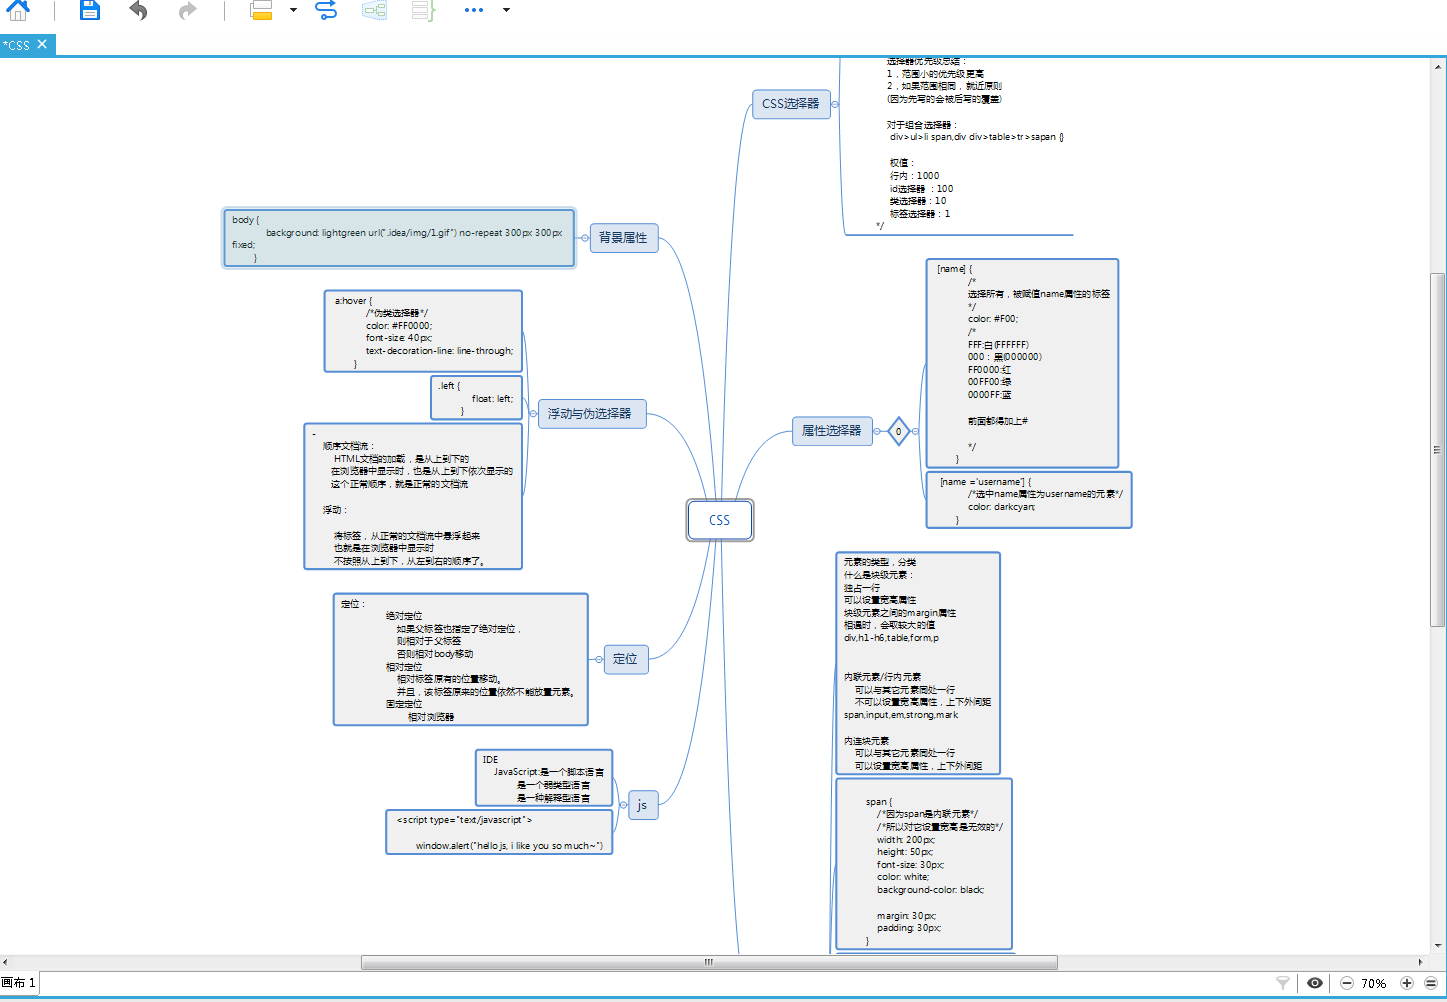 *CSS
选择器优先级总结：
1，范围小的优先级更高
2，如果范围相同，就近原则
(因为先写的会被后写的覆盖)
对于组合选择器：
div>ul>li span,div div>table>tr>sapan {}
权值：
行内：1000
id选择器 ：100
类选择器：10
标签选择器：1
*/
CSS选择器
body {
background: lightgreen url(".idea/img/1.gif") no-repeat 300px 300px
fixed;
}
背景属性
a:hover {
/*伪类选择器*/
color: #FF0000;
font-size: 40px;
text-decoration-line: line-through;
}
.left {
float: left;
}
浮动与伪选择器
-
顺序文档流：
HTML文档的加载，是从上到下的
在浏览器中显示时，也是从上到下依次显示的
这个正常顺序，就是正常的文档流
浮动：
将标签，从正常的文档流中悬浮起来
也就是在浏览器中显示时
不按照从上到下，从左到右的顺序了。
[name] {
/*
选择所有，被赋值name属性的标签
*/
color: #F00;
/*
FFF:白(FFFFFF)
000：黑(000000)
FF0000:红
00FF00:绿
0000FF:蓝
前面都得加上#
*/
}
属性选择器
0
[name ='username'] {
/*选中name属性为username的元素*/
color: darkcyan;
}
CSS
定位：
绝对定位
如果父标签也指定了绝对定位，
则相对于父标签
否则相对body移动
相对定位
相对标签原有的位置移动。
并且，该标签原来的位置依然不能放置元素。
固定定位
相对浏览器
定位
元素的类型，分类
什么是块级元素：
独占一行
可以设置宽高属性
块级元素之间的margin属性
相遇时，会取较大的值
div,h1-h6,table,form,p
内联元素/行内元素
可以与其它元素同处一行
不可以设置宽高属性，上下外间距
span,input,em,strong,mark
内连块元素
可以与其它元素同处一行
可以设置宽高属性，上下外间距
IDE
JavaScript:是一个脚本语言
是一个弱类型语言
是一种解释型语言
js
<script type="text/javascript">
window.alert("hello js, i like you so much~")
span {
/*因为span是内联元素*/
/*所以对它设置宽高是无效的*/
width: 200px;
height: 50px;
font-size: 30px;
color: white;
background-color: black;
margin: 30px;
padding: 30px;
}
画布 1
70%